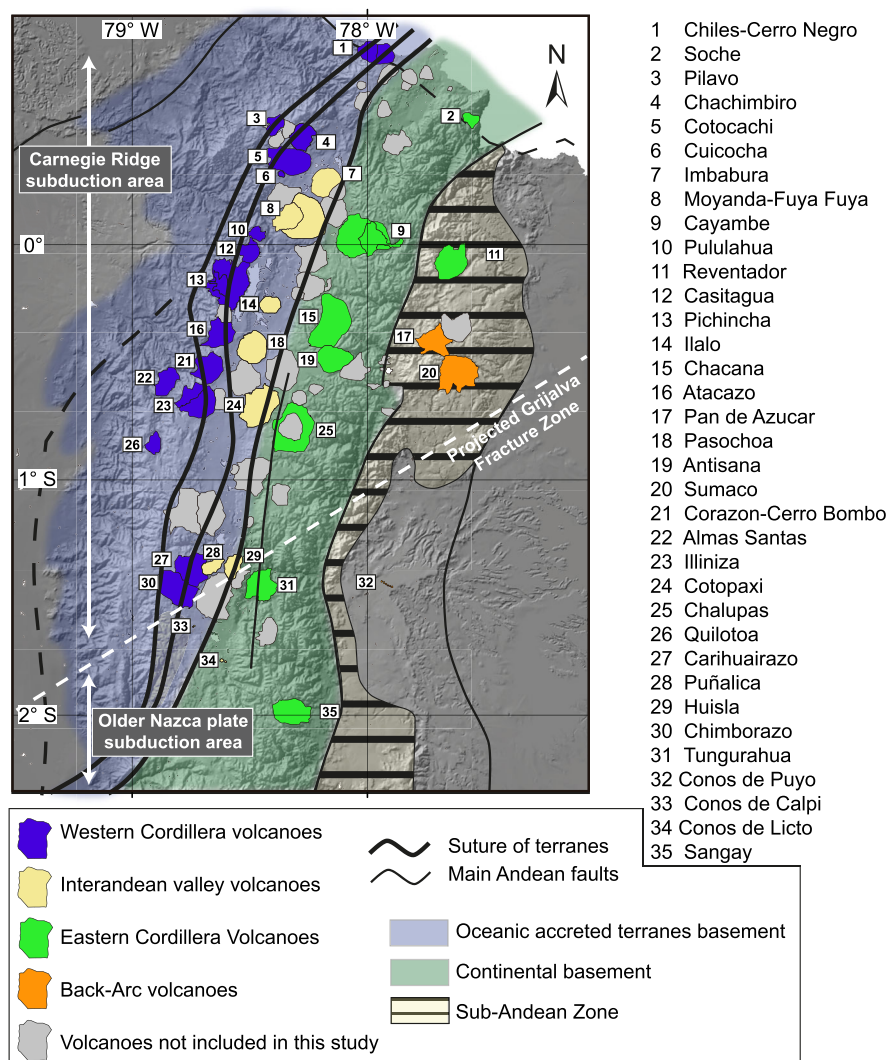 79° W
78° W
N
1
2
3
4
5
6
7
8
9
10
11
12
13
14
15
16
17
18
19
20
21
22
23
24
25
26
27
28
29
30
31
32
33
34
35
Carnegie Ridge
subduction area
0°
1° S
2° S
Projected Grijalva
Fracture Zone
Older Nazca plate
subduction area
1 Chiles-Cerro Negro
2 Soche
3 Pilavo
4 Chachimbiro
5 Cotocachi
6 Cuicocha
7 Imbabura
8 Moyanda-Fuya Fuya
9 Cayambe
10 Pululahua
11 Reventador
12 Casitagua
13 Pichincha
14 Ilalo
15 Chacana
16 Atacazo
17 Pan de Azucar
18 Pasochoa
19 Antisana
20 Sumaco
21 Corazon-Cerro Bombo
22 Almas Santas
23 Illiniza
24 Cotopaxi
25 Chalupas
26 Quilotoa
27 Carihuairazo
28 Puñalica
29 Huisla
30 Chimborazo
31 Tungurahua
32 Conos de Puyo
33 Conos de Calpi
34 Conos de Licto
35 Sangay
Western Cordillera volcanoes
Interandean valley volcanoes
Eastern Cordillera Volcanoes
Back-Arc volcanoes
Volcanoes not included in this study
Suture of terranes
Main Andean faults
Oceanic accreted terranes basement
Continental basement
Sub-Andean Zone